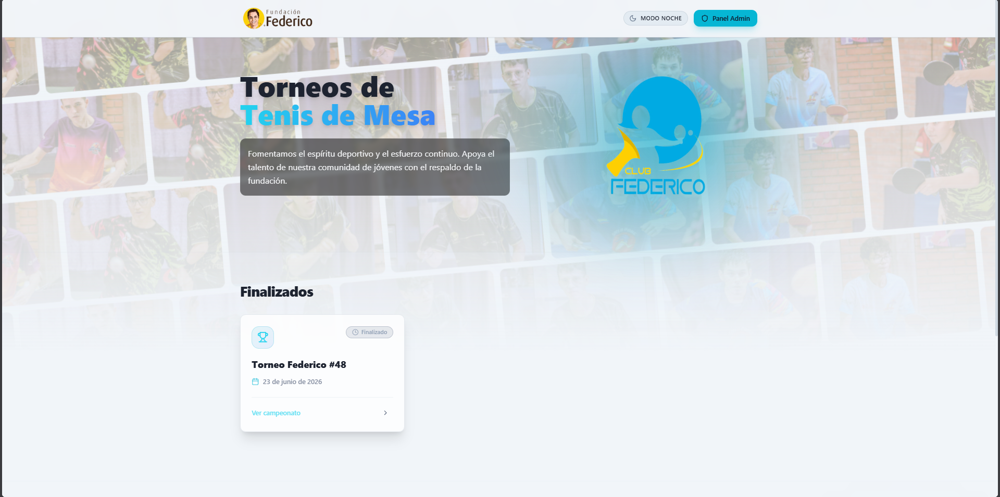 Fundación
Federico
MODO NOCHE
Panel Admin
Torneos de
Tenis de Mesa
Fomentamos el espíritu deportivo y el esfuerzo continuo. Apoya el
talento de nuestra comunidad de jóvenes con el respaldo de la
fundación.
CLUB
FEDERICO
Finalizados
Finalizado
Torneo Federico #48
23 de junio de 2026
Ver campeonato